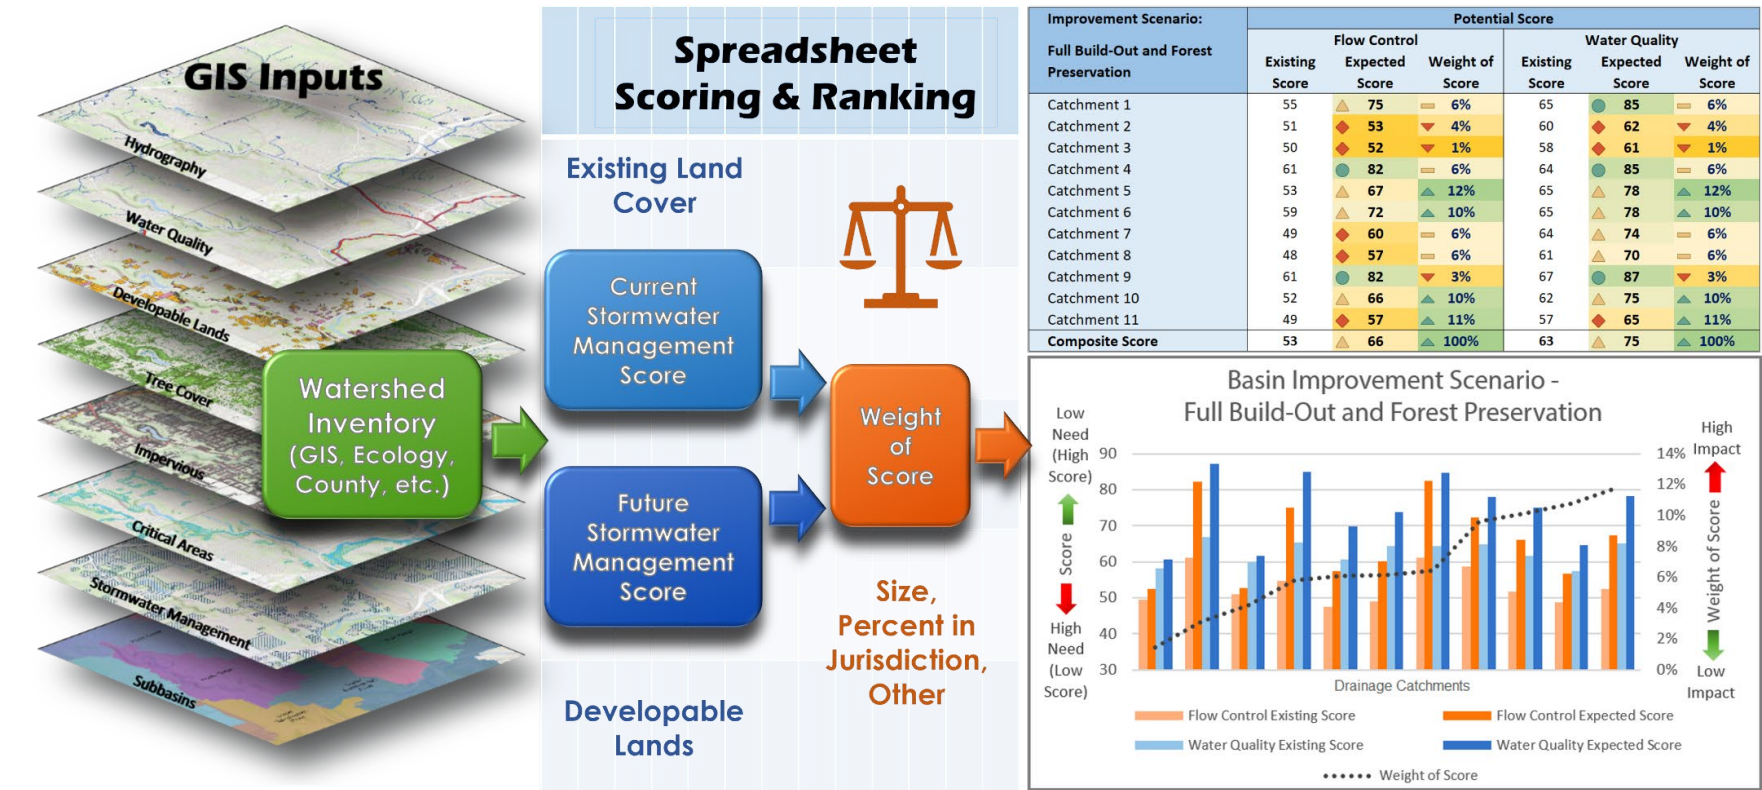 GIS Inputs
Hydrography
Water Quality
Developable Lands
Tree Cover
Impervious
Critical Areas
Stormwater Management
Subbasins
Watershed
Inventory
(GIS, Ecology,
County, etc.)
Spreadsheet
Scoring & Ranking
Existing Land
Cover
Current
Stormwater
Management
Score
Future
Stormwater
Management
Score
Developable
Lands
Weight
of
Score
Size,
Percent in
Jurisdiction,
Other
Improvement Scenario: Potential Score
Full Build-Out and Forest
Preservation
Flow Control Water Quality
Existing Expected Weight of Existing Expected Weight of
Score Score Score Score Score Score
Catchment 1 55 75 6% 65 85 6%
Catchment 2 51 53 4% 60 62 4%
Catchment 3 50 52 1% 58 61 1%
Catchment 4 61 82 6% 64 85 6%
Catchment 5 53 67 12% 65 78 12%
Catchment 6 59 72 10% 65 78 10%
Catchment 7 49 60 6% 64 74 6%
Catchment 8 48 57 6% 61 70 6%
Catchment 9 61 82 3% 67 87 3%
Catchment 10 52 66 10% 62 75 10%
Catchment 11 49 57 11% 57 65 11%
Composite Score 53 66 100% 63 75 100%
Basin Improvement Scenario -
Full Build-Out and Forest Preservation
Low
Need
(High
Score)
Score
High
Need
(Low
Score)
90
80
70
60
50
40
30
14%
12%
10%
8%
6%
4%
2%
0%
High
Impact
Weight of Score
Low
Impact
Drainage Catchments
Flow Control Existing Score Flow Control Expected Score
Water Quality Existing Score Water Quality Expected Score
Weight of Score